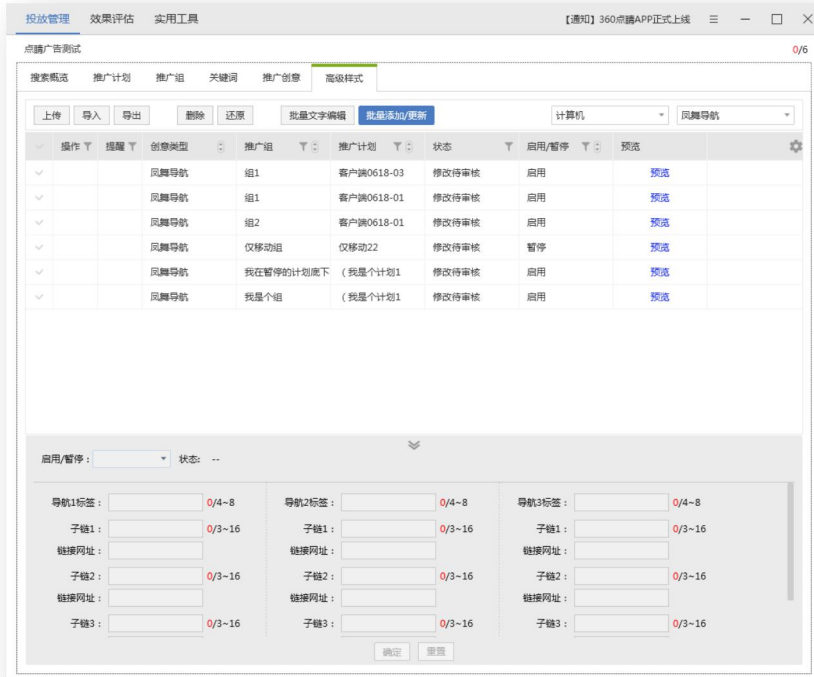 投放管理 效果评估 实用工具 【通知】360点睛APP正式上线
点睛广告测试 0/6
搜索概览 推广计划 推广组 关键词 推广创意 高级样式
上传 导入 导出 删除 还原 批量文字编辑 批量添加/更新 计算机 凤舞导航
操作 提醒 创意类型 推广组 推广计划 状态 启用/暂停 预览
凤舞导航 组1 客户端0618-03 修改待审核 启用 预览
凤舞导航 组1 客户端0618-01 修改待审核 启用 预览
凤舞导航 组2 客户端0618-01 修改待审核 启用 预览
凤舞导航 仅移动组 仅移动22 修改待审核 暂停 预览
凤舞导航 我在暂停的计划底下 （我是个计划1 修改待审核 启用 预览
凤舞导航 我是个组 （我是个计划1 修改待审核 启用 预览
启用/暂停： 状态: --
导航1标签： 0/4~8 导航2标签： 0/4~8 导航3标签： 0/4~8
子链1： 0/3~16 子链1： 0/3~16 子链1： 0/3~16
链接网址： 链接网址： 链接网址：
子链2： 0/3~16 子链2： 0/3~16 子链2： 0/3~16
链接网址： 链接网址： 链接网址：
子链3： 0/3~16 子链3： 0/3~16 子链3： 0/3~16
确定 重置